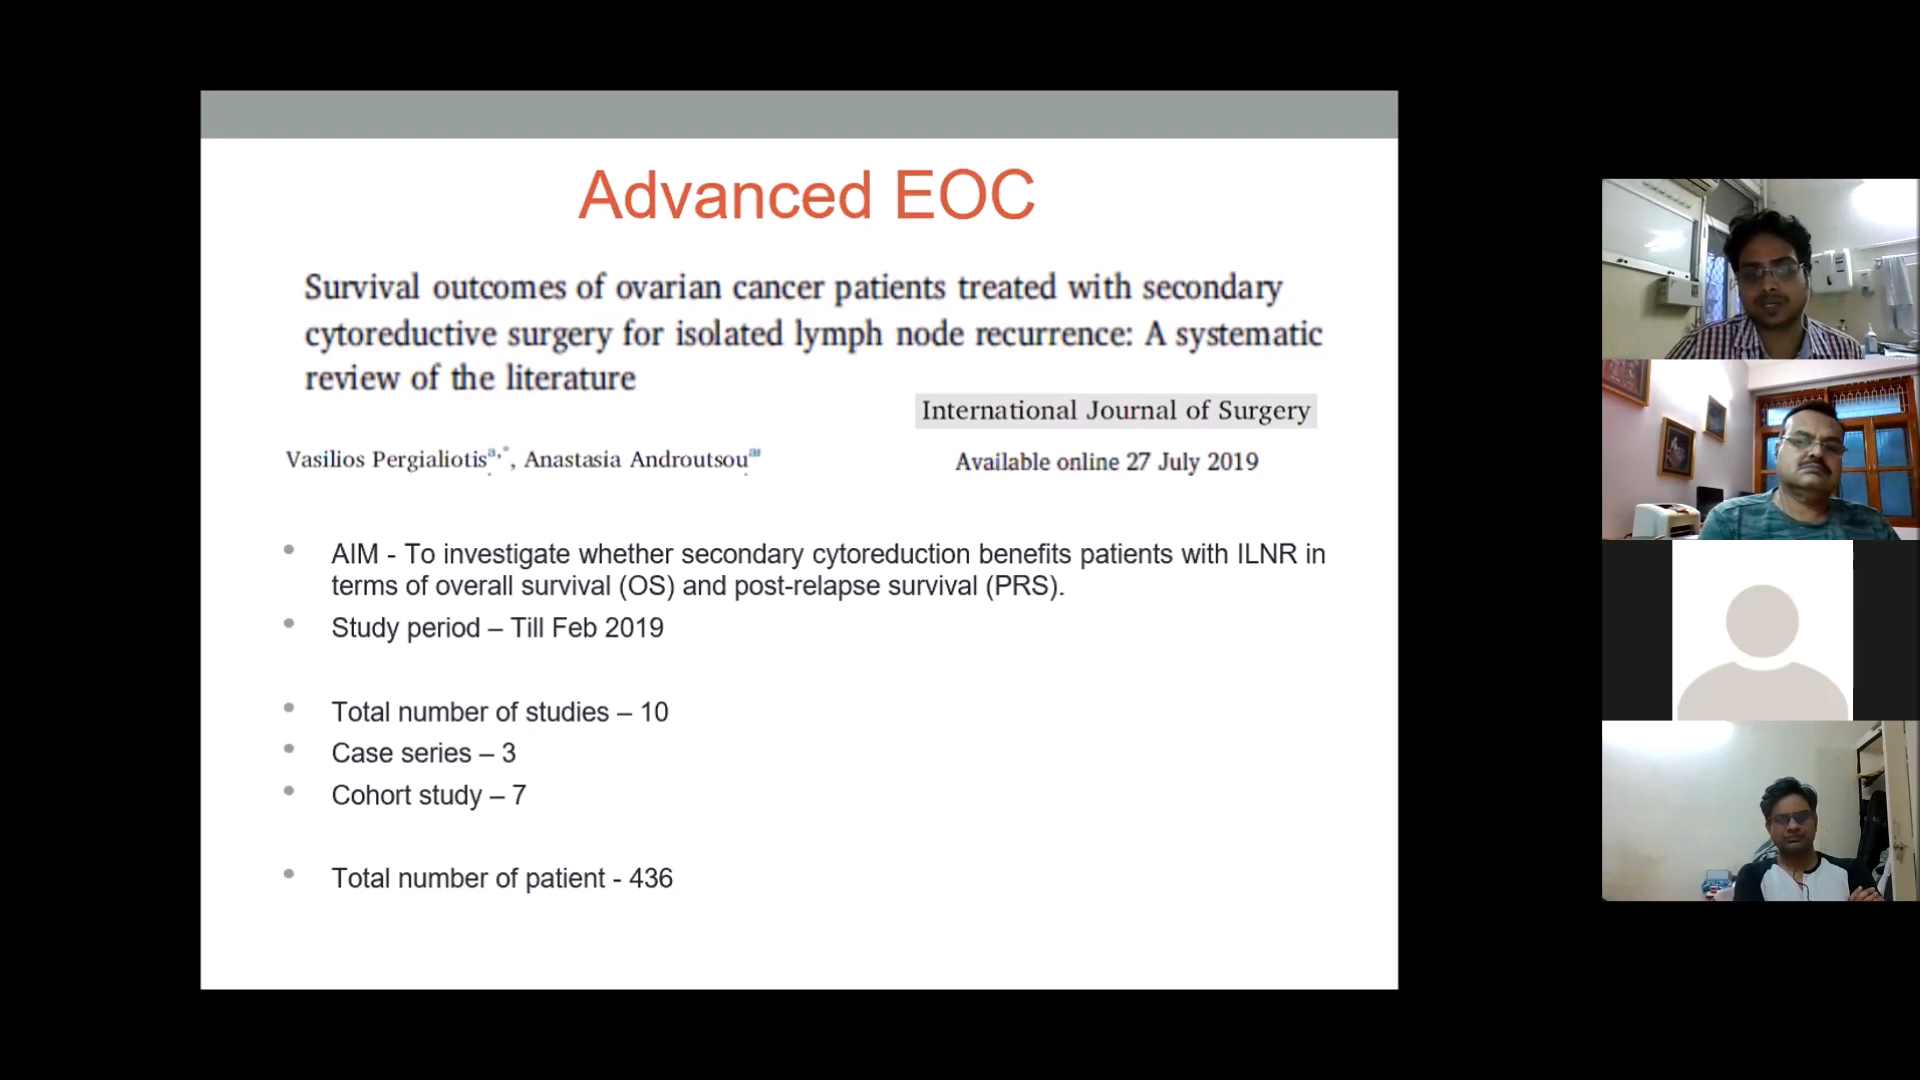 Advanced EOC
Survival outcomes of ovarian cancer patients treated with secondary
cytoreductive surgery for isolated lymph node recurrence: A systematic
review of the literature
International Journal of Surgery
Vasilios Pergialiotis a,*, Anastasia Androutsou
Available online 27 July 2019
• AIM - To investigate whether secondary cytoreduction benefits patients with ILNR in
terms of overall survival (OS) and post-relapse survival (PRS).
• Study period – Till Feb 2019
• Total number of studies – 10
• Case series – 3
• Cohort study – 7
• Total number of patient - 436